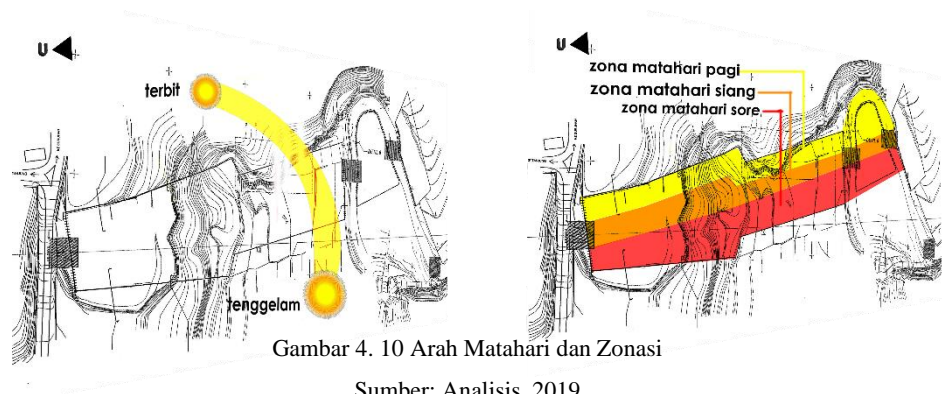 U
terbit
tenggelam
U
zona matahari pagi
zona matahari siang
zona matahari sore
Gambar 4. 10 Arah Matahari dan Zonasi
Sumber: Analisis, 2019